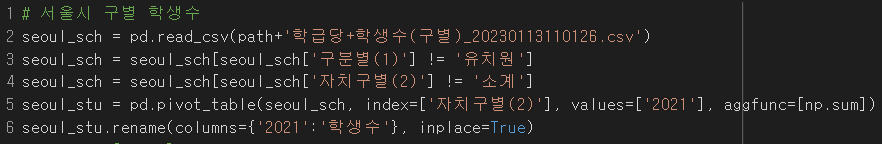 1 # 서울시 구별 학생수
2 seoul_sch = pd.read_csv(path+'학급당+학생수(구별)_20230113110126.csv')
3 seoul_sch = seoul_sch[seoul_sch['구분별(1)'] != '유치원']
4 seoul_sch = seoul_sch[seoul_sch['자치구별(2)'] != '소계']
5 seoul_stu = pd.pivot_table(seoul_sch, index=['자치구별(2)'], values=['2021'], aggfunc=[np.sum])
6 seoul_stu.rename(columns={'2021':'학생수'}, inplace=True)